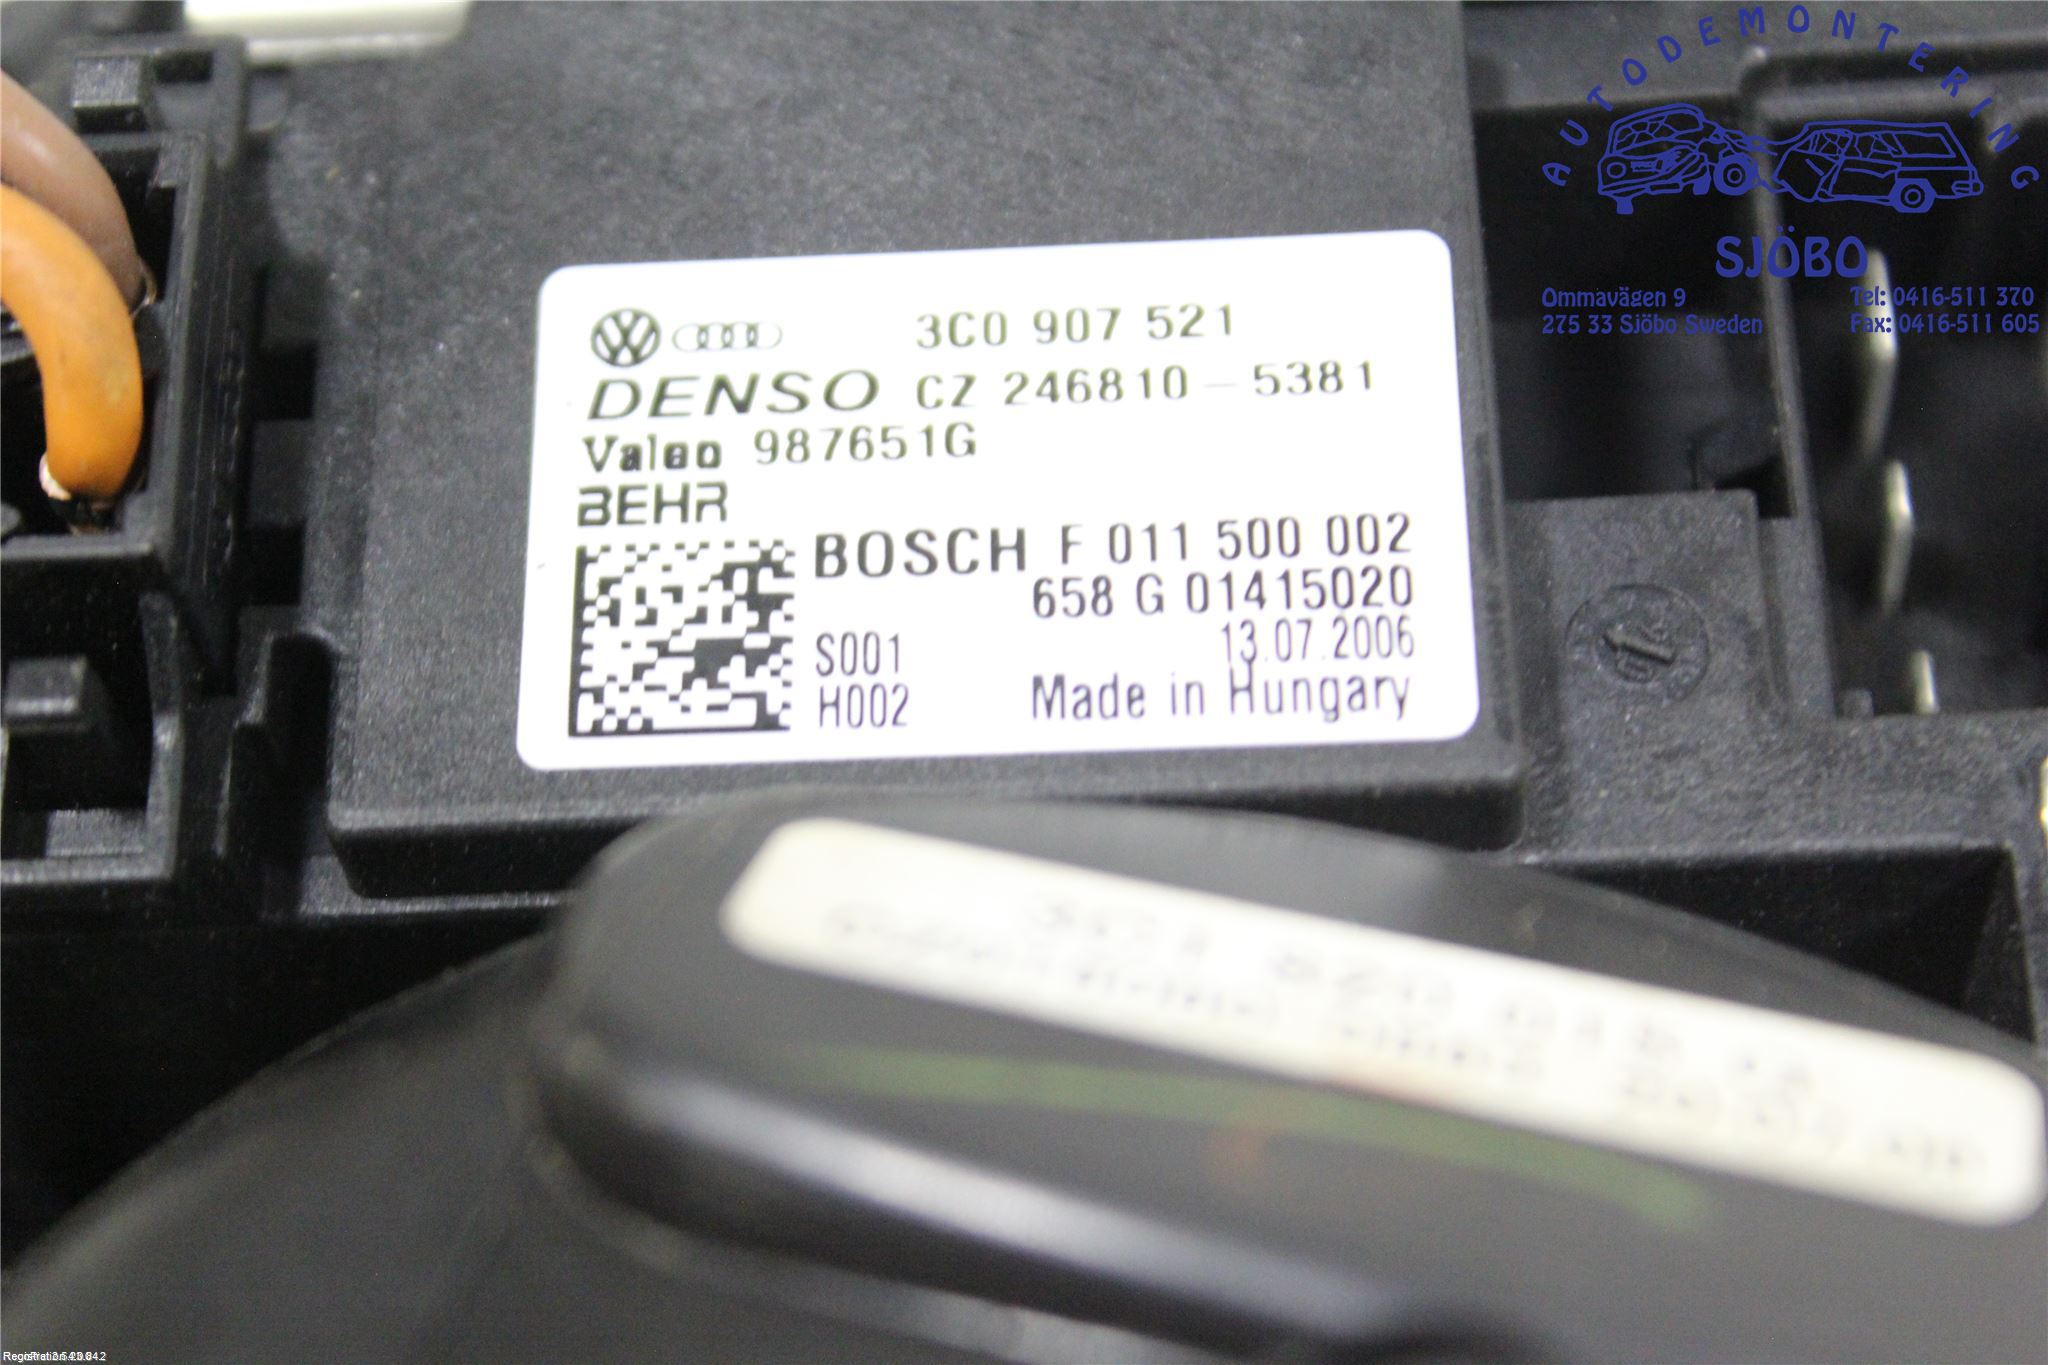 AUTODEMONTERING
SJÖBO
Ommavägen 9 Tel: 0416-511 370
275 33 Sjöbo Sweden Fax: 0416-511 605
3C0 907 521
DENSO CZ 246810-5381
Valeo 987651G
BEHR
BOSCH F 011 500 002
658 G 01415020
S001 13.07.2006
H002 Made in Hungary